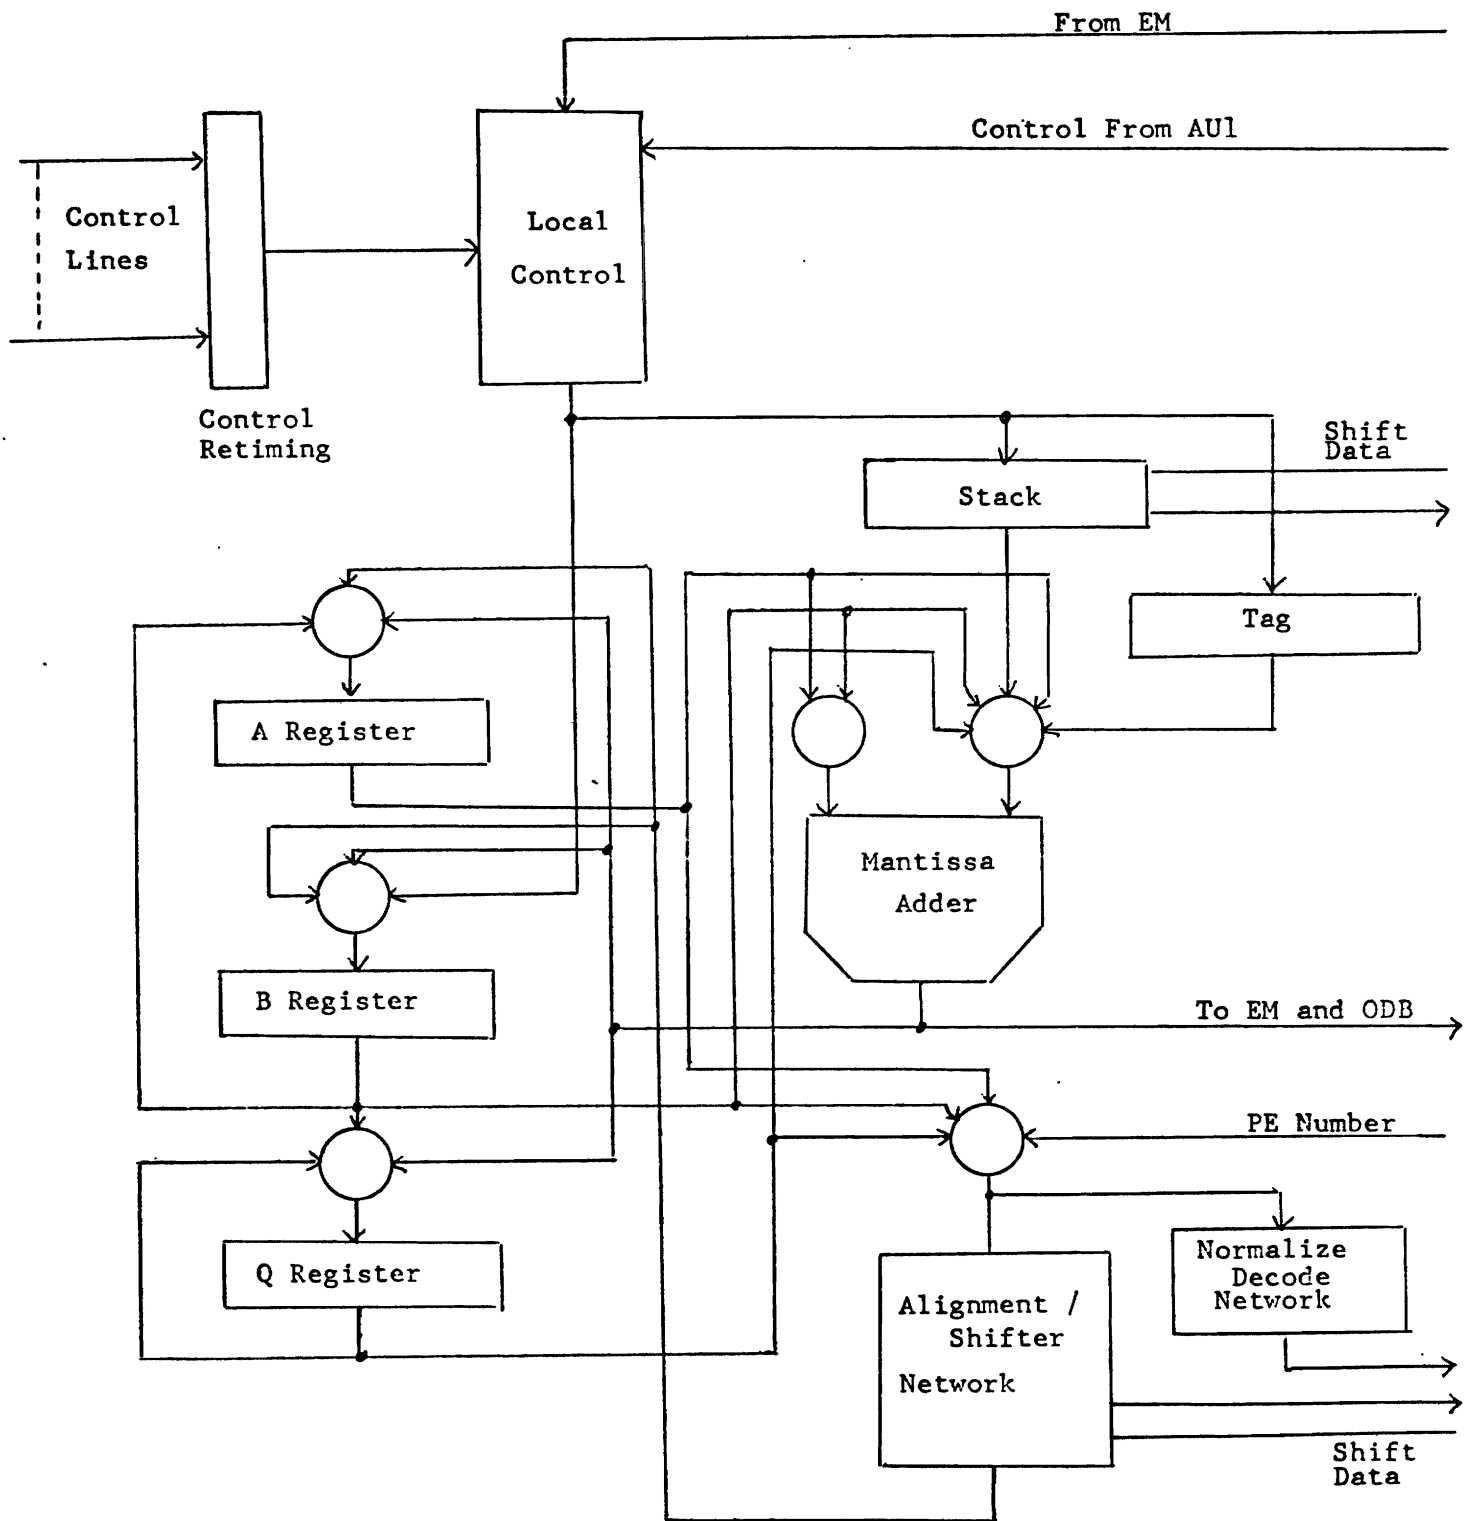 From EM
Control From AU1
Control
Lines
Local
Control
Control
Retiming
Shift
Data
Stack
Tag
A Register
Mantissa
Adder
B Register
To EM and ODB
PE Number
Q Register
Normalize
Decode
Network
Alignment /
Shifter
Network
Shift
Data